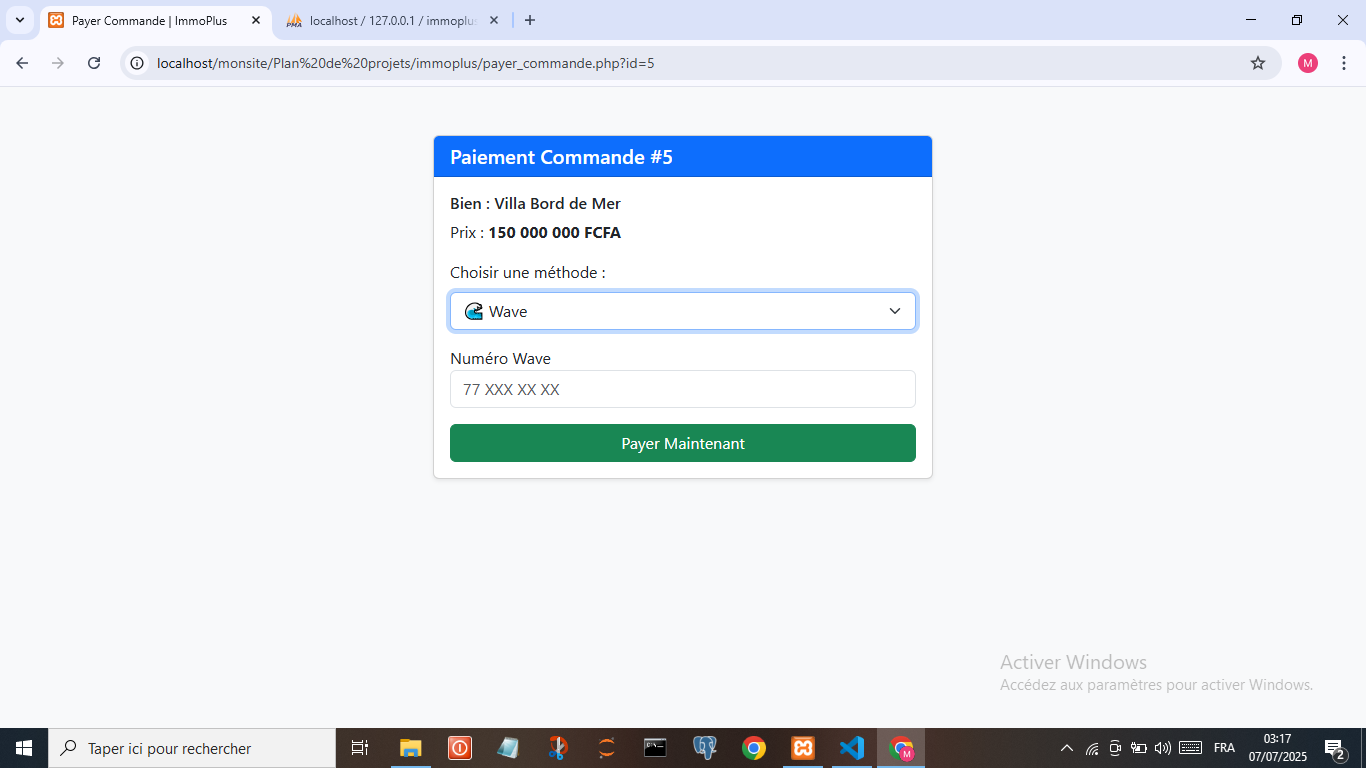 Payer Commande | ImmoPlus
localhost / 127.0.0.1 / immoplus
localhost/monsite/Plan%20de%20projets/immoplus/payer_commande.php?id=5
M
Paiement Commande #5
Bien : Villa Bord de Mer
Prix : 150 000 000 FCFA
Choisir une méthode :
Wave
Numéro Wave
77 XXX XX XX
Payer Maintenant
Activer Windows
Accédez aux paramètres pour activer Windows.
Taper ici pour rechercher
M
FRA
03:17
07/07/2025
2